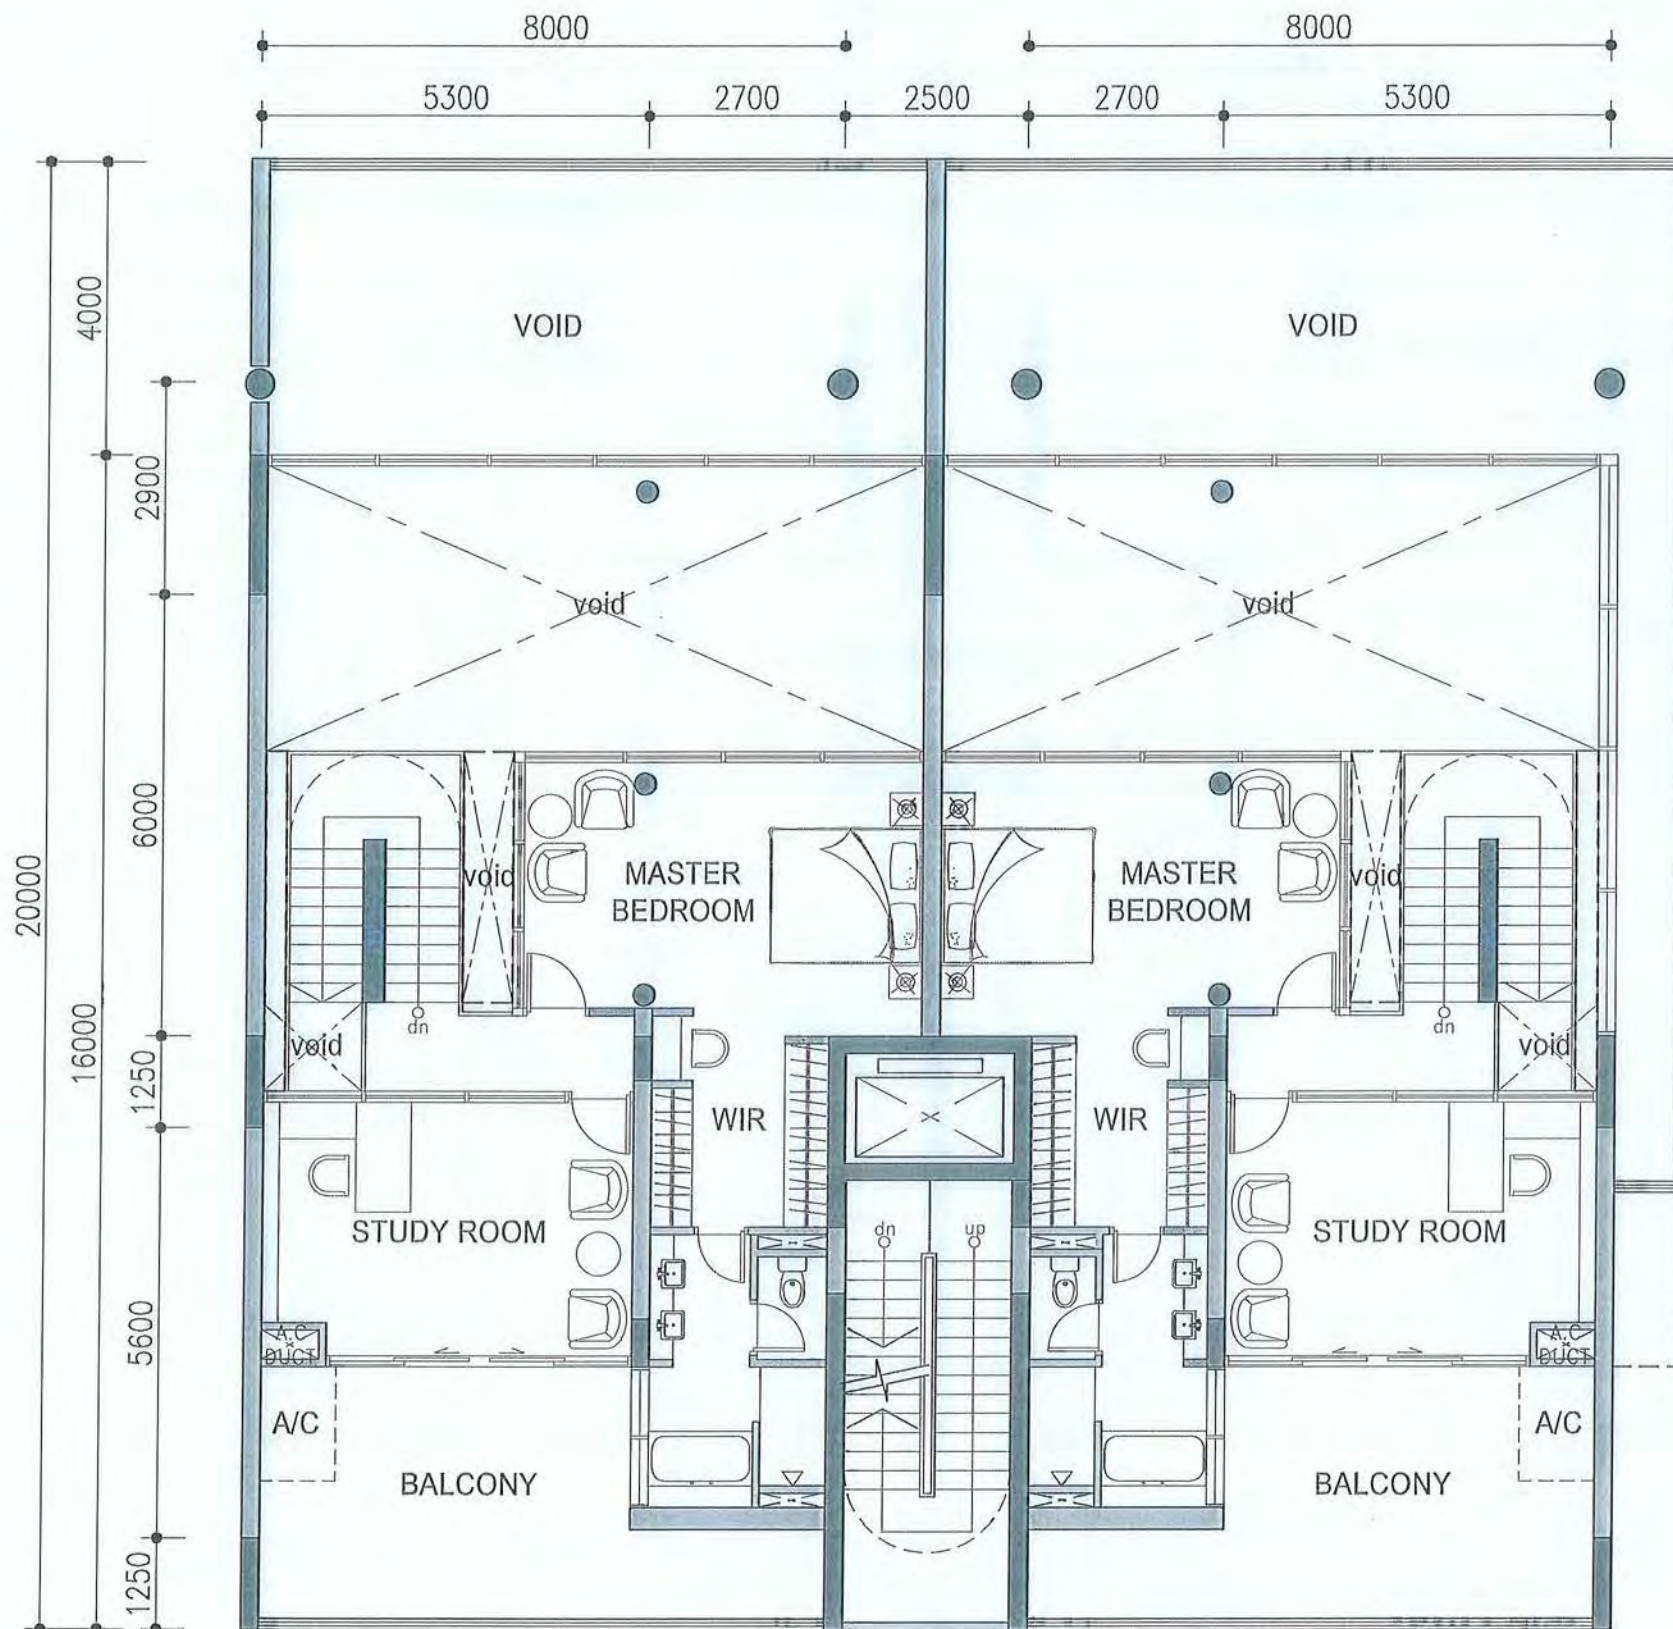 8000
8000
5300
2700
2500
2700
5300
4000
2900
6000
20000
16000
1250
5600
1250
VOID
VOID
void
void
void
MASTER
BEDROOM
MASTER
BEDROOM
void
dn
dn
void
void
WIR
WIR
STUDY ROOM
dn
up
STUDY ROOM
A.C
DUCT
A.C
DUCT
A/C
A/C
BALCONY
BALCONY